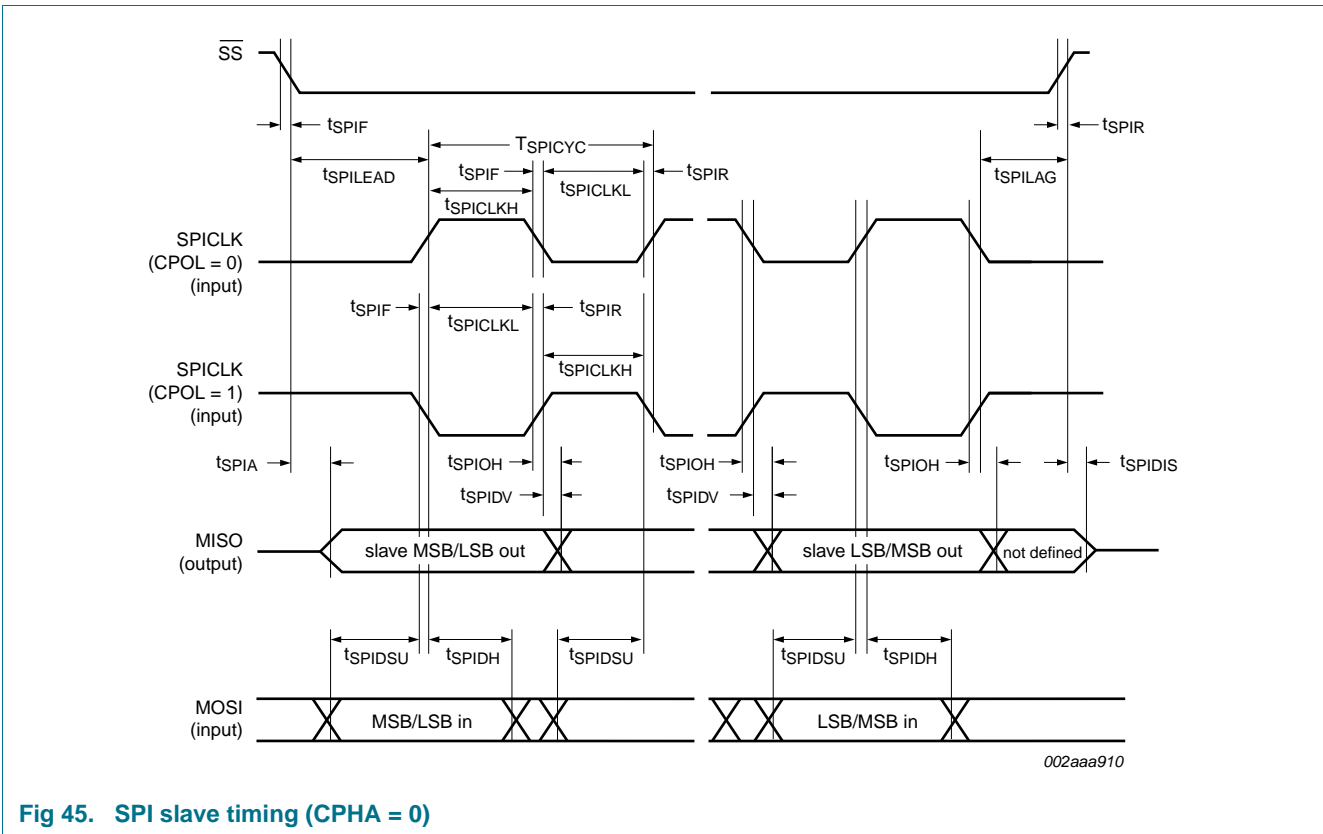 SS
tSPIF
tSPIR
TSPICYC
tSPILEAD
tSPIF
tSPICLKL
tSPIR
tSPILAG
tSPICLKH
SPICLK
(CPOL = 0)
(input)
tSPIF
tSPICLKL
tSPIR
tSPICLKH
SPICLK
(CPOL = 1)
(input)
tSPIA
tSPIOH
tSPIOH
tSPIOH
tSPIDIS
tSPIDV
tSPIDV
MISO
(output)
slave MSB/LSB out
slave LSB/MSB out
not defined
tSPIDSU
tSPIDH
tSPIDSU
tSPIDSU
tSPIDH
MOSI
(input)
MSB/LSB in
LSB/MSB in
002aaa910
Fig 45. SPI slave timing (CPHA = 0)